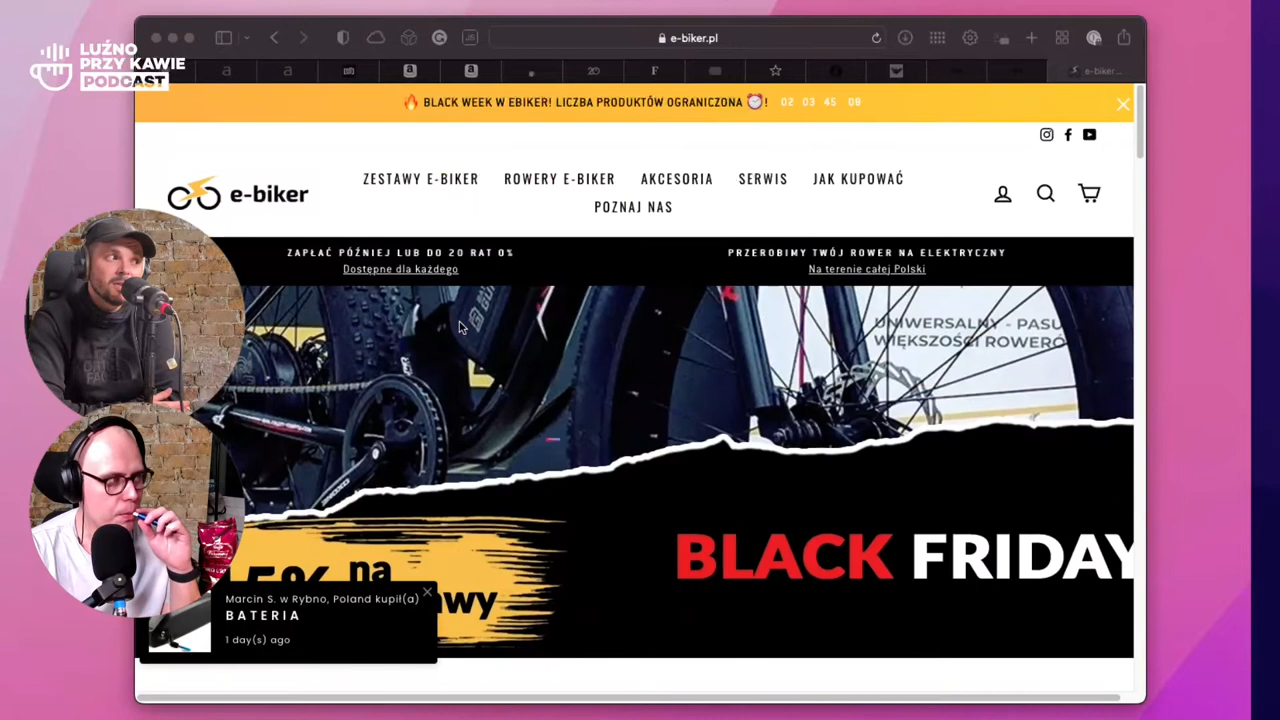 LUŹNO
PRZY KAWIE
PODCAST
e-biker.pl
e-biker...
🔥 BLACK WEEK W EBIKER! LICZBA PRODUKTÓW OGRANICZONA ⏰! 02 03 45 08
e-biker
ZESTAWY E-BIKER ROWERY E-BIKER AKCESORIA SERWIS JAK KUPOWAĆ
POZNAJ NAS
ZAPŁAĆ PÓŹNIEJ LUB DO 20 RAT 0%
Dostępne dla każdego
PRZEROBIMY TWÓJ ROWER NA ELEKTRYCZNY
Na terenie całej Polski
UNIWERSALNY - PASU
WIĘKSZOŚCI ROWERÓ
BLACK FRIDAY
5% na
awy
Marcin S. w Rybno, Poland kupił(a)
BATERIA
1 day(s) ago